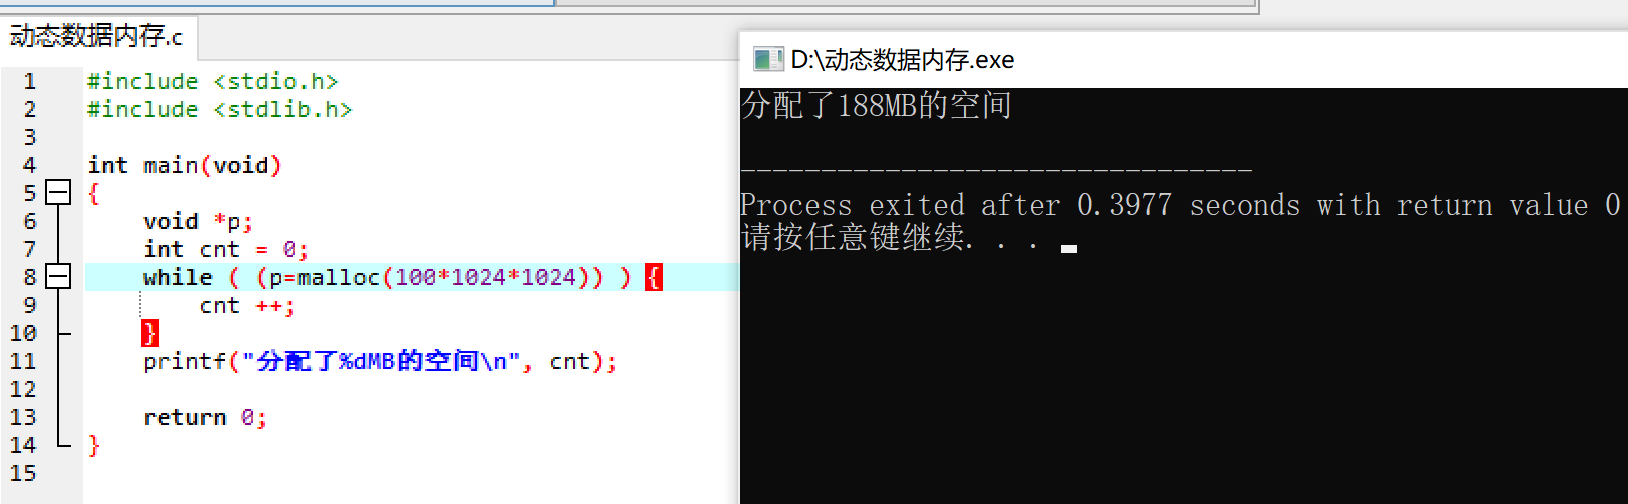 动态数据内存.c
1 #include <stdio.h>
2 #include <stdlib.h>
3
4 int main(void)
5 {
6 void *p;
7 int cnt = 0;
8 while ( (p=malloc(100*1024*1024)) ) {
9 cnt ++;
10 }
11 printf("分配了%dMB的空间\n", cnt);
12
13 return 0;
14 }
15
D:\动态数据内存.exe
分配了188MB的空间
--------------------------------
Process exited after 0.3977 seconds with return value 0
请按任意键继续. . .